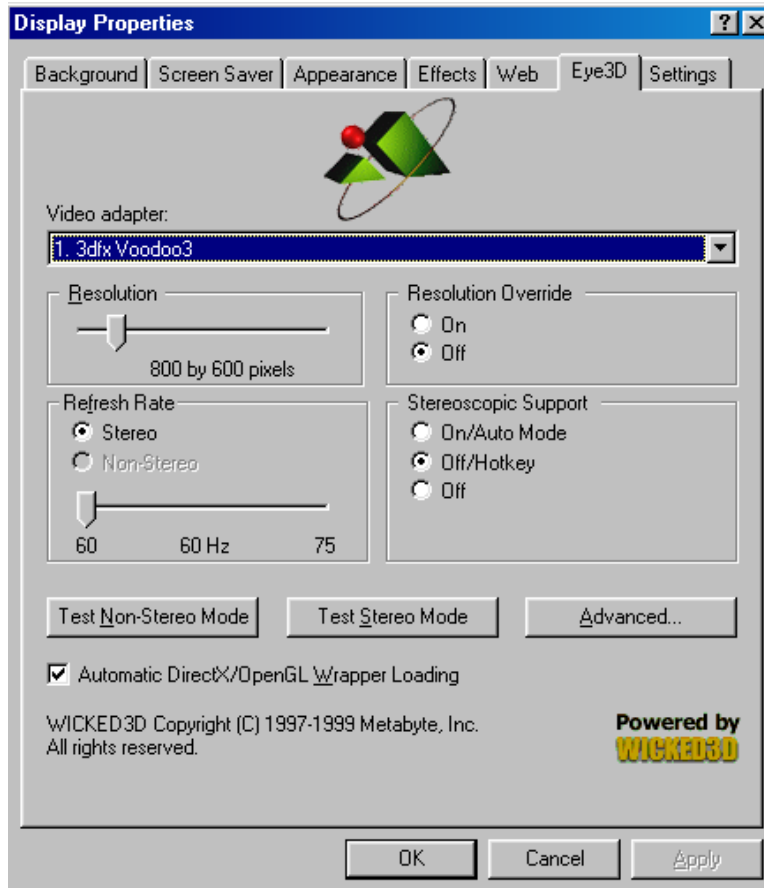 Display Properties
Background Screen Saver Appearance Effects Web Eye3D Settings
Video adapter:
1. 3dfx Voodoo3
Resolution
800 by 600 pixels
Resolution Override
On
Off
Refresh Rate
Stereo
Non-Stereo
60 60 Hz 75
Stereoscopic Support
On/Auto Mode
Off/Hotkey
Off
Test Non-Stereo Mode Test Stereo Mode Advanced...
Automatic DirectX/OpenGL Wrapper Loading
WICKED3D Copyright (C) 1997-1999 Metabyte, Inc.
All rights reserved.
Powered by
WICKED3D
OK Cancel Apply